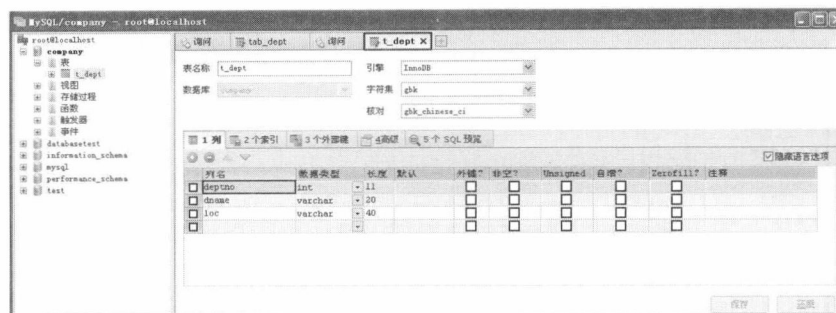 MySQL/company - root@localhost
root@localhost
company
表
t_dept
视图
存储过程
函数
触发器
事件
databasetest
information_schema
mysql
performance_schema
test
询问 tab_dept 询问 t_dept X
表名称 t_dept 引擎 InnoDB
数据库 company 字符集 gbk
核对 gbk_chinese_ci
1 列 2 个索引 3 个外部键 4高级 5 个 SQL 预览
隐藏语言选项
列名 数据类型 长度 默认 非空? Unsigned 自增? Zerofill? 注释
deptno int 11
dname varchar 20
loc varchar 40
保存